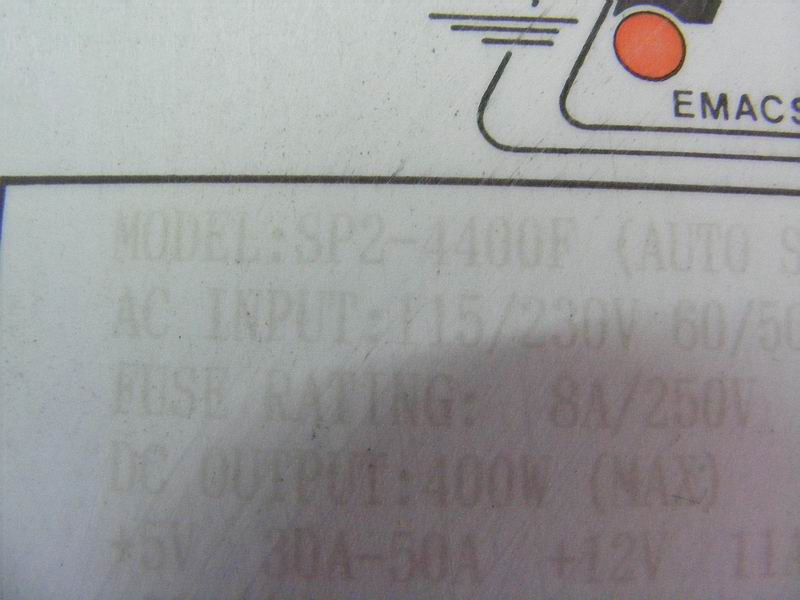 EMACS
MODEL:SP2-4400F (AUTO S
AC INPUT:115/230V 60/50
FUSE RATING: 8A/250V
DC OUTPUT:400W (MAX)
+5V 30A-50A +12V 11A